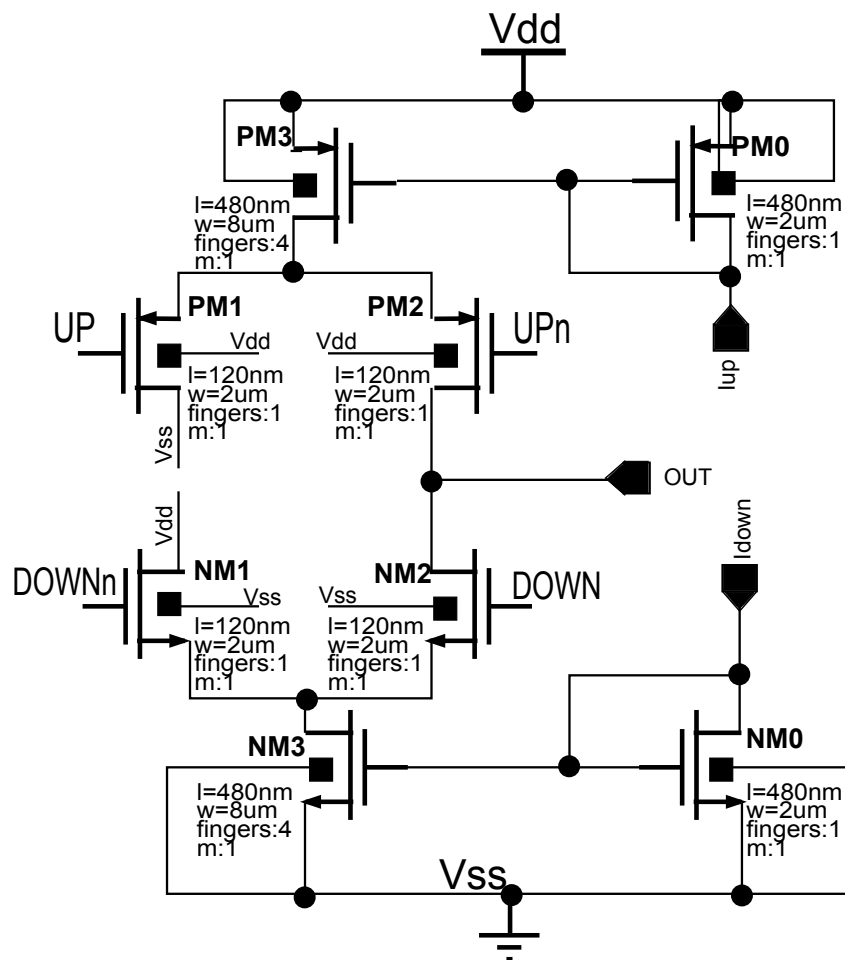 Vdd
PM3
l=480nm
w=8um
fingers:4
m:1
PM0
l=480nm
w=2um
fingers:1
m:1
Iup
UP
PM1
Vdd
l=120nm
w=2um
fingers:1
m:1
Vss
PM2
Vdd
l=120nm
w=2um
fingers:1
m:1
UPn
OUT
Vdd
DOWNn
NM1
Vss
l=120nm
w=2um
fingers:1
m:1
NM2
Vss
l=120nm
w=2um
fingers:1
m:1
DOWN
Idown
NM3
l=480nm
w=8um
fingers:4
m:1
NM0
l=480nm
w=2um
fingers:1
m:1
Vss